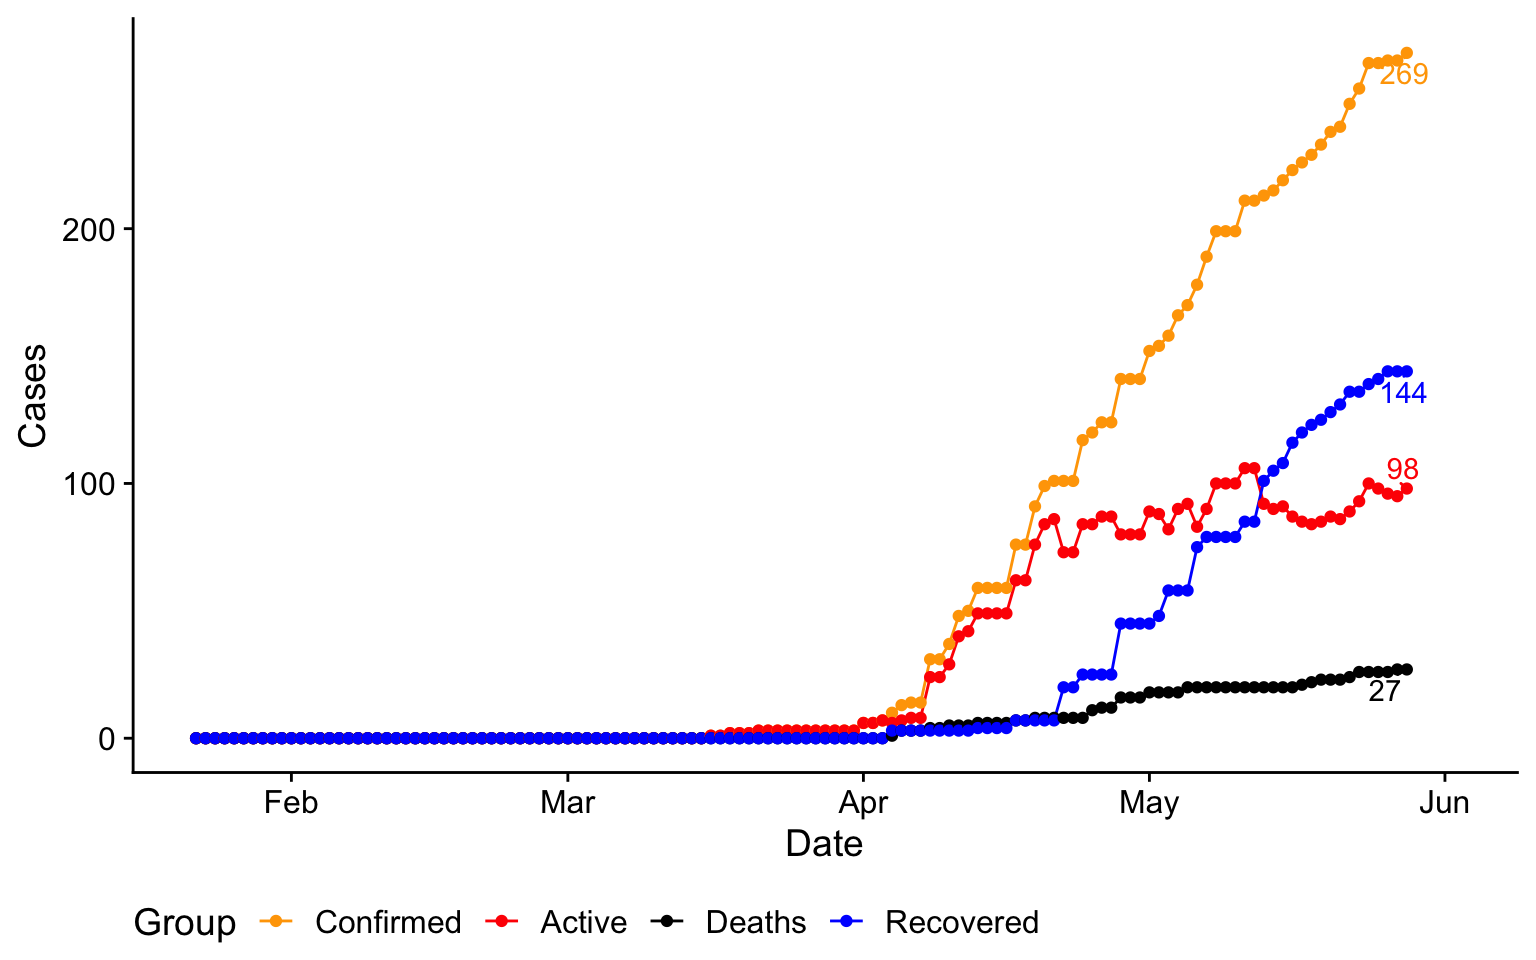 269
200
144
98
100
27
0
Cases
Feb Mar Apr May Jun
Date
Group Confirmed Active Deaths Recovered